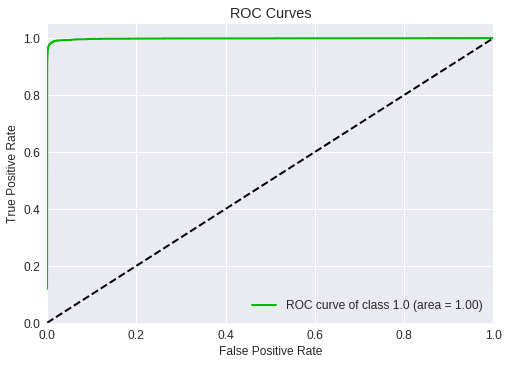 ROC Curves
1.0
0.8
0.6
0.4
0.2
0.0
True Positive Rate
ROC curve of class 1.0 (area = 1.00)
0.0 0.2 0.4 0.6 0.8 1.0
False Positive Rate